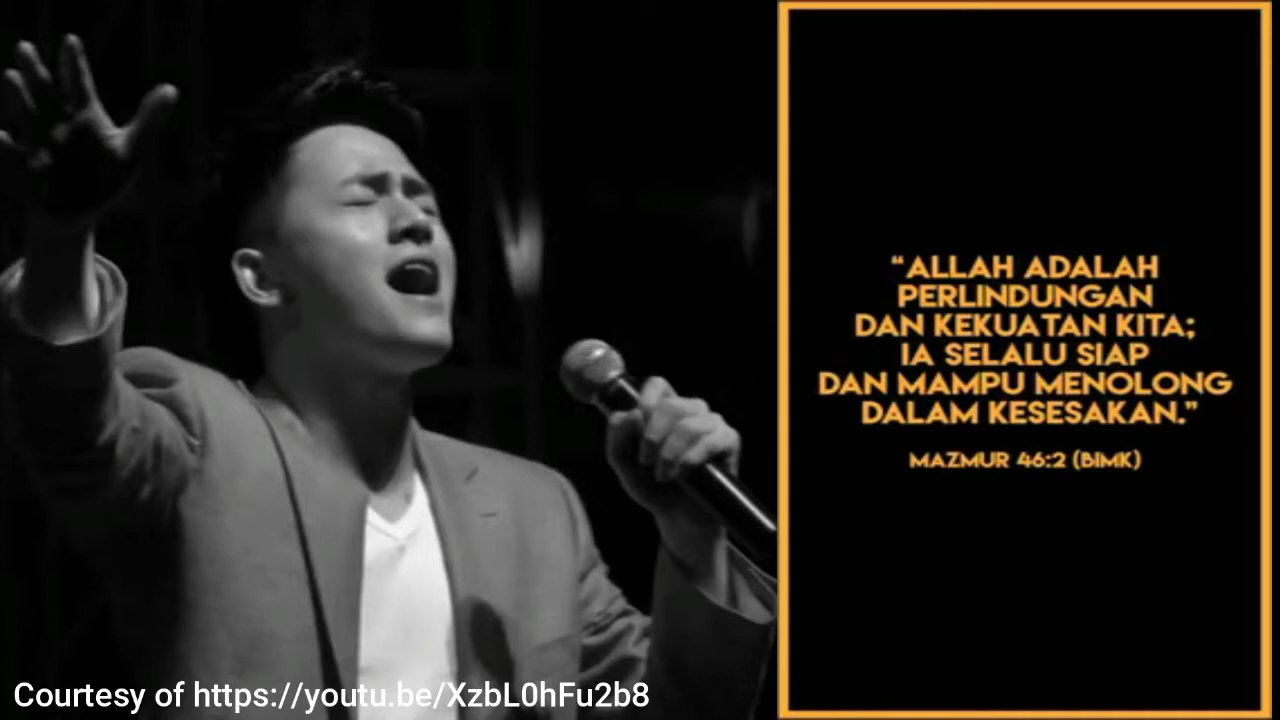 “ALLAH ADALAH
PERLINDUNGAN
DAN KEKUATAN KITA;
IA SELALU SIAP
DAN MAMPU MENOLONG
DALAM KESESAKAN.”
MAZMUR 46:2 (BIMK)
Courtesy of https://youtu.be/XzbL0hFu2b8